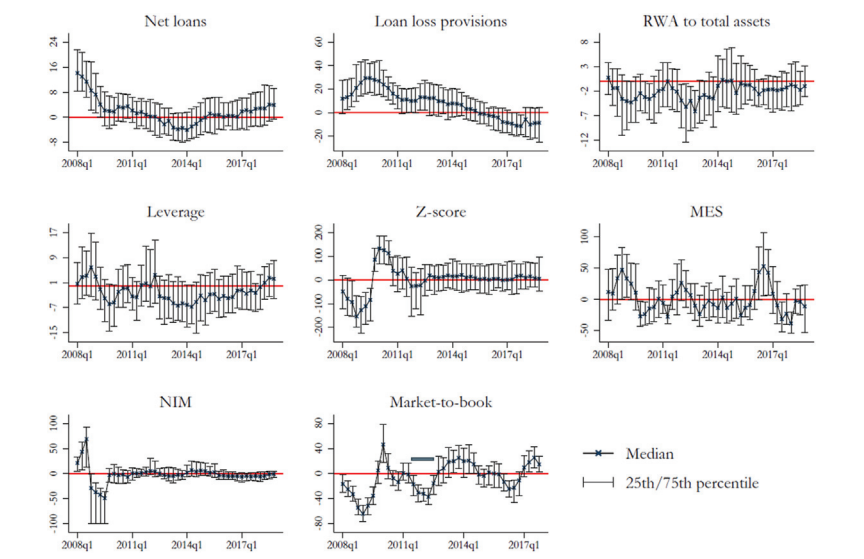 Net loans Loan loss provisions RWA to total assets
24 16 8 0 -8
2008q1 2011q1 2014q1 2017q1
60 40 20 0 -20
2008q1 2011q1 2014q1 2017q1
8 3 -2 -7 -12
2008q1 2011q1 2014q1 2017q1
Leverage Z-score MES
17 9 1 -7 -15
2008q1 2011q1 2014q1 2017q1
200 100 0 -100 -200
2008q1 2011q1 2014q1 2017q1
100 50 0 -50
2008q1 2011q1 2014q1 2017q1
NIM Market-to-book
100 50 0 -50 -100
2008q1 2011q1 2014q1 2017q1
80 40 0 -40 -80
2008q1 2011q1 2014q1 2017q1
Median
25th/75th percentile